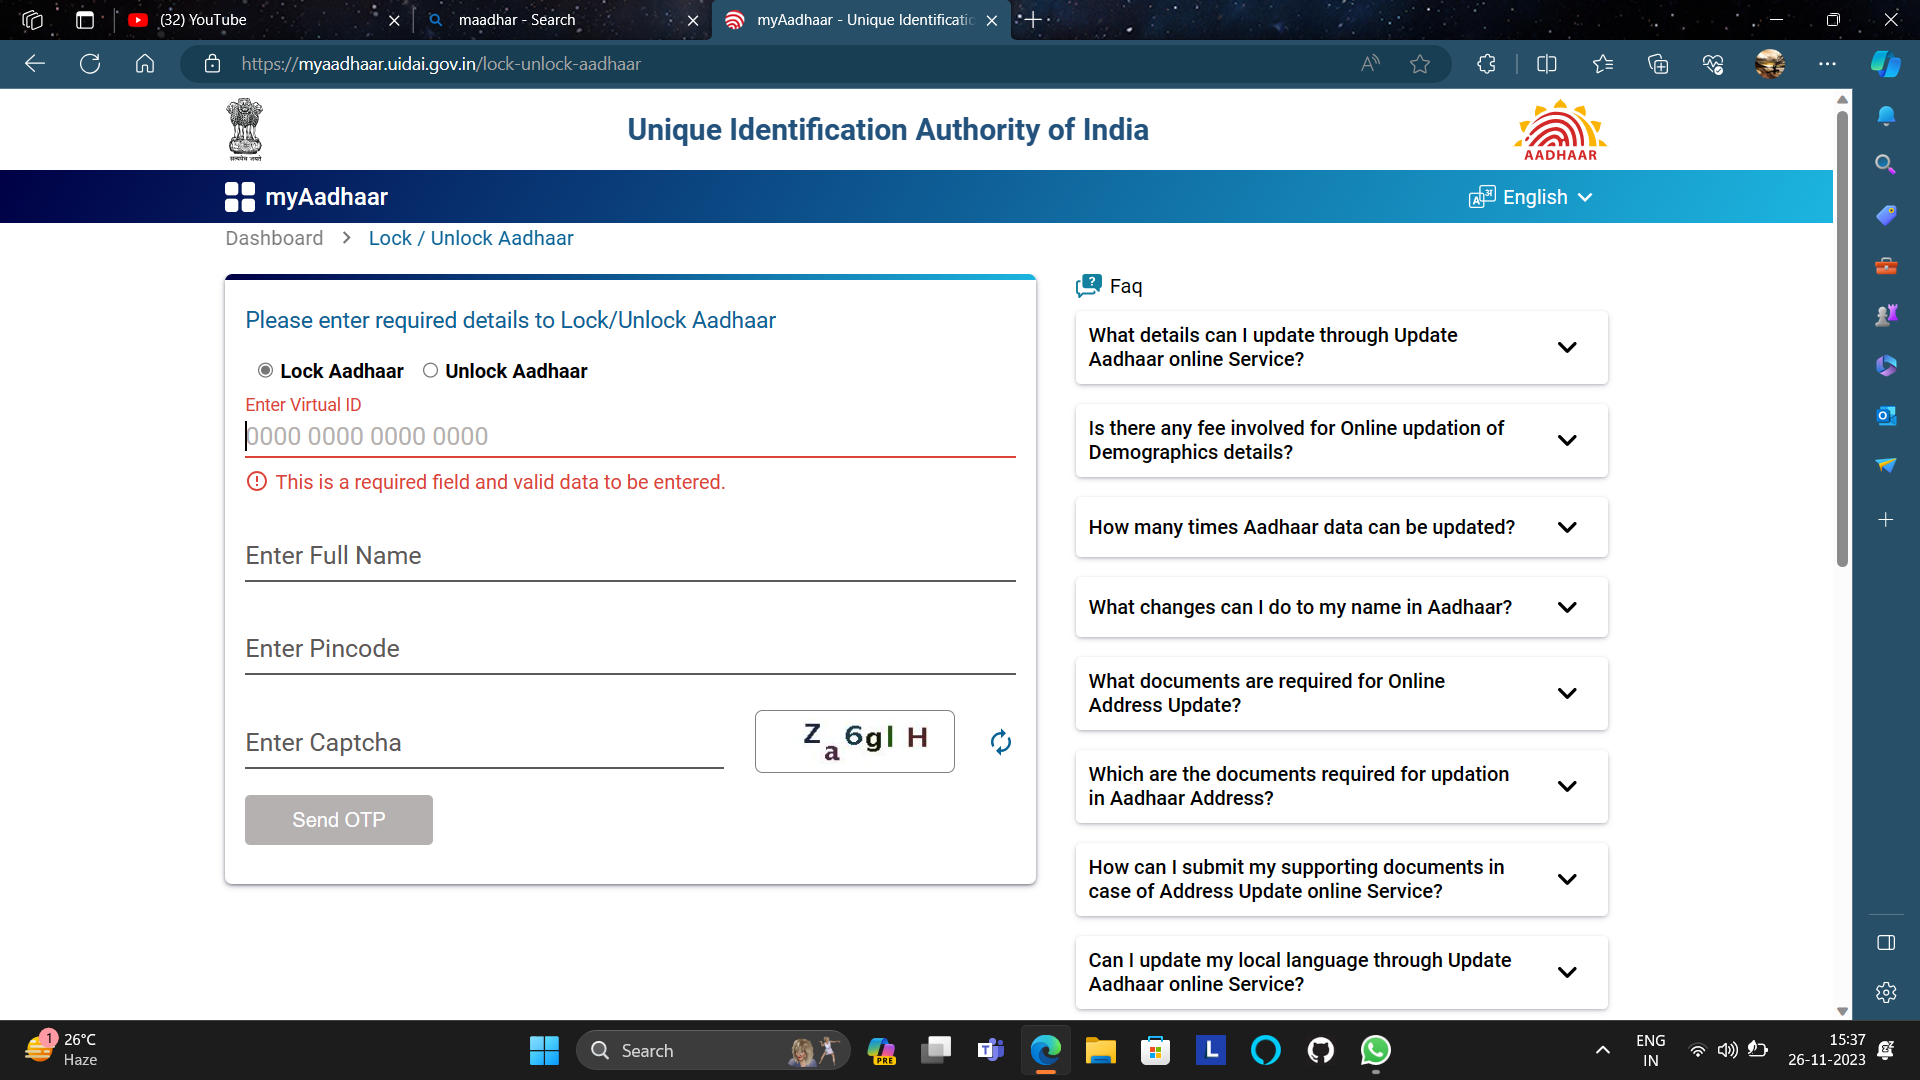 (32) YouTube
maadhar - Search
myAadhaar - Unique Identificatic
https://myaadhaar.uidai.gov.in/lock-unlock-aadhaar
सत्यमेव जयते
Unique Identification Authority of India
AADHAAR
myAadhaar
English
Dashboard > Lock / Unlock Aadhaar
Please enter required details to Lock/Unlock Aadhaar
Lock Aadhaar Unlock Aadhaar
Enter Virtual ID
0000 0000 0000 0000
This is a required field and valid data to be entered.
Enter Full Name
Enter Pincode
Enter Captcha
Za6glH
Send OTP
Faq
What details can I update through Update
Aadhaar online Service?
Is there any fee involved for Online updation of
Demographics details?
How many times Aadhaar data can be updated?
What changes can I do to my name in Aadhaar?
What documents are required for Online
Address Update?
Which are the documents required for updation
in Aadhaar Address?
How can I submit my supporting documents in
case of Address Update online Service?
Can I update my local language through Update
Aadhaar online Service?
1
26°C
Haze
Search
PRE
L
ENG
IN
15:37
26-11-2023